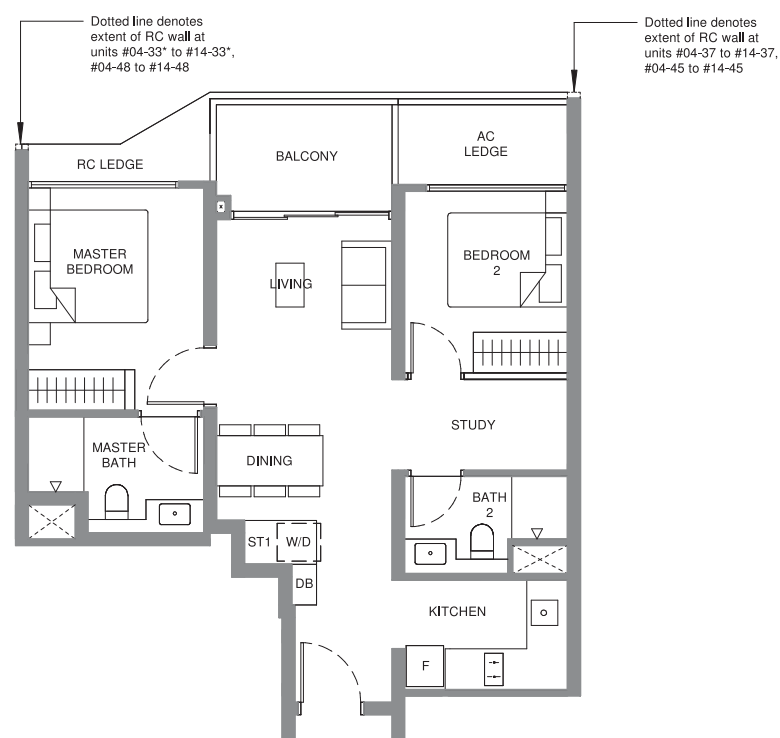 Dotted line denotes
extent of RC wall at
units #04-33* to #14-33*,
#04-48 to #14-48
Dotted line denotes
extent of RC wall at
units #04-37 to #14-37,
#04-45 to #14-45
RC LEDGE
BALCONY
AC
LEDGE
MASTER
BEDROOM
LIVING
BEDROOM
2
STUDY
MASTER
BATH
DINING
BATH
2
ST1
W/D
DB
KITCHEN
F